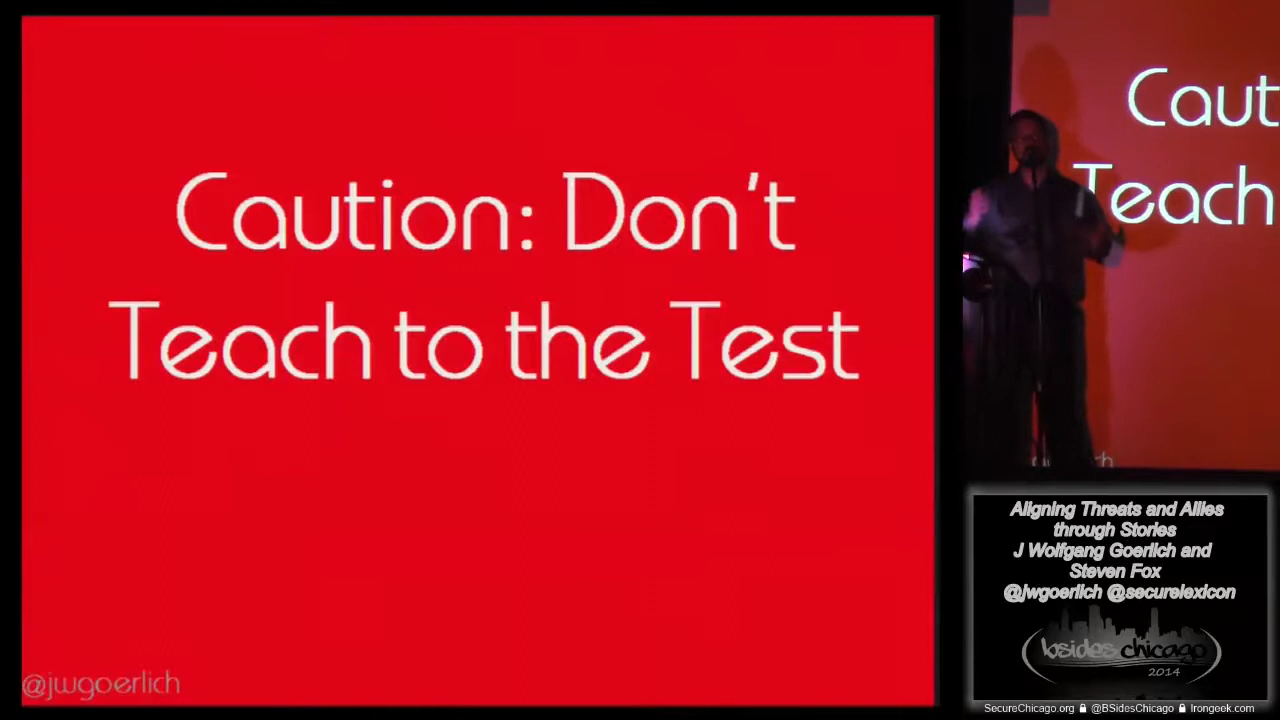 Caution: Don't
Teach to the Test
@jwgoerlich
Caut
Teach
Aligning Threats and Allies
through Stories
J Wolfgang Goerlich and
Steven Fox
@jwgoerlich @securelexicon
bsides chicago
2014
SecureChicago.org @BSidesChicago Irongeek.com